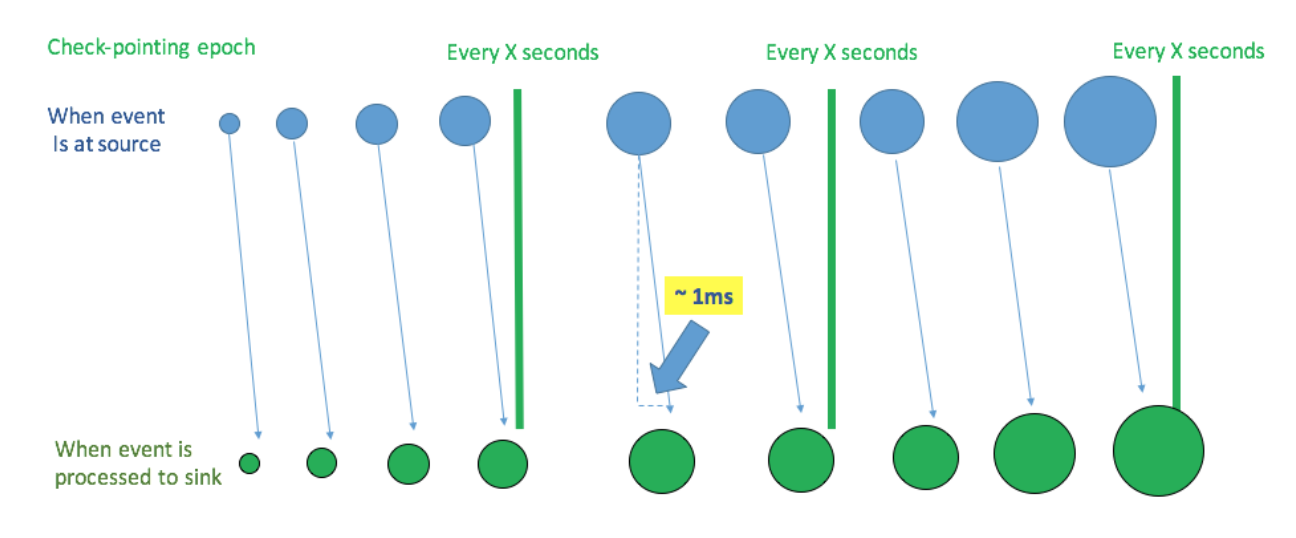 Check-pointing epoch
Every X seconds
Every X seconds
Every X seconds
When event
Is at source
~ 1ms
When event is
processed to sink